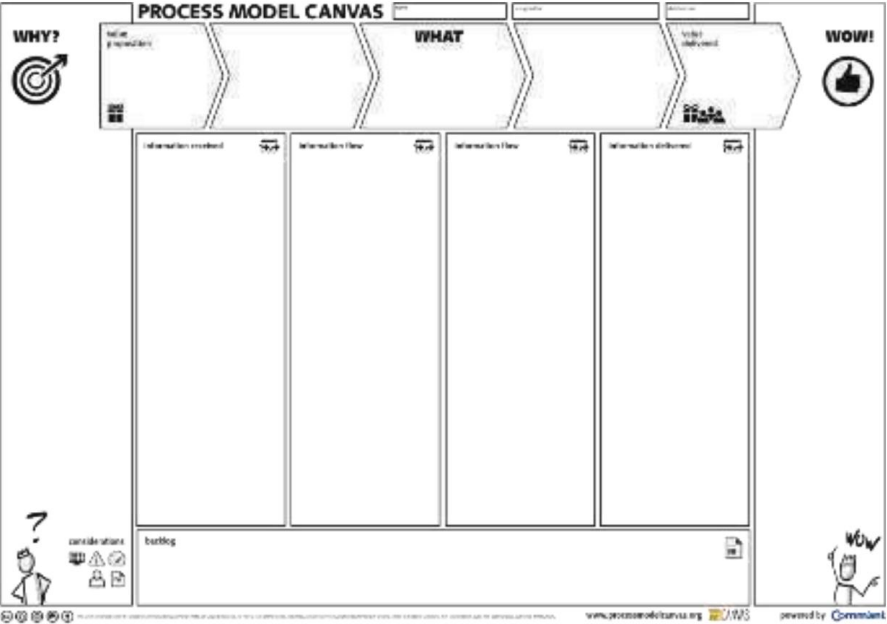 PROCESS MODEL CANVAS
WHY?
value
proposition
WHAT
value
delivered
WOW!
information received
information flow
information flow
information delivered
?
considerations
backlog
WOW
www.processmodelcanvas.org
powered by